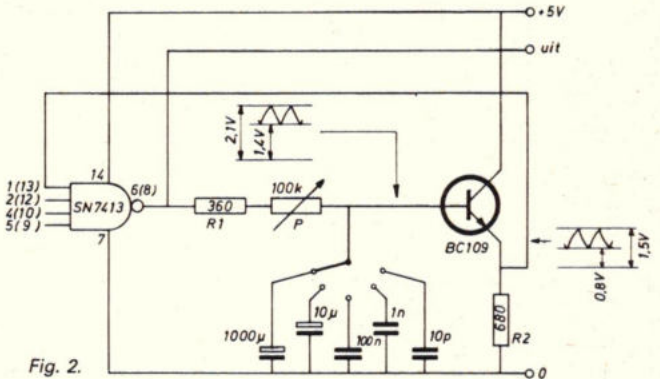 +5V
uit
2,1V
1,4V
14
1(13)
2(12)
4(10)
5(9)
SN7413
6(8)
7
360
R1
100k
P
BC109
0,8V
1,5V
680
R2
1000μ
10μ
100n
1n
10p
0
Fig. 2.